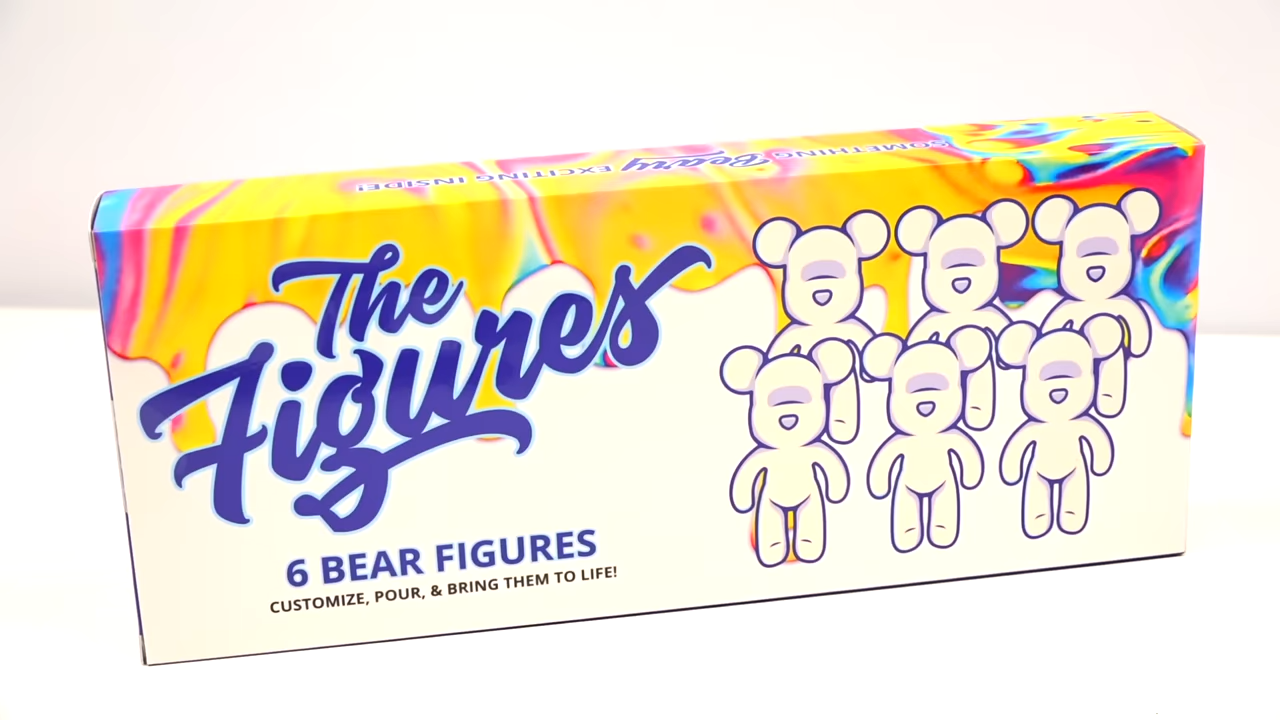 SOMETHING Beary EXCITING INSIDE!
The
Figures
6 BEAR FIGURES
CUSTOMIZE, POUR, & BRING THEM TO LIFE!